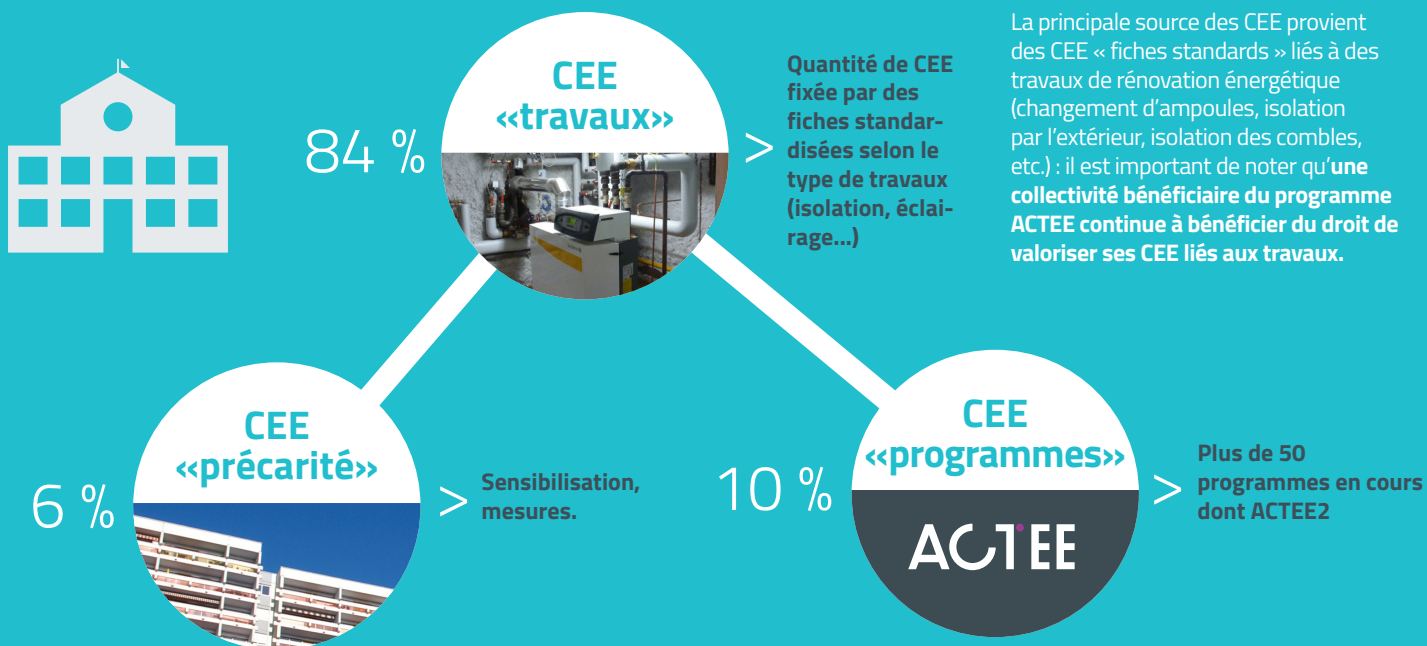 84 %
CEE
«travaux»
>
Quantité de CEE
fixée par des
fiches standar-
disées selon le
type de travaux
(isolation, éclai-
rage...)
La principale source des CEE provient
des CEE « fiches standards » liés à des
travaux de rénovation énergétique
(changement d’ampoules, isolation
par l’extérieur, isolation des combles,
etc.) : il est important de noter qu’une
collectivité bénéficiaire du programme
ACTEE continue à bénéficier du droit de
valoriser ses CEE liés aux travaux.
6 %
CEE
«précarité»
>
Sensibilisation,
mesures.
10 %
CEE
«programmes»
ACTEE
>
Plus de 50
programmes en cours
dont ACTEE2